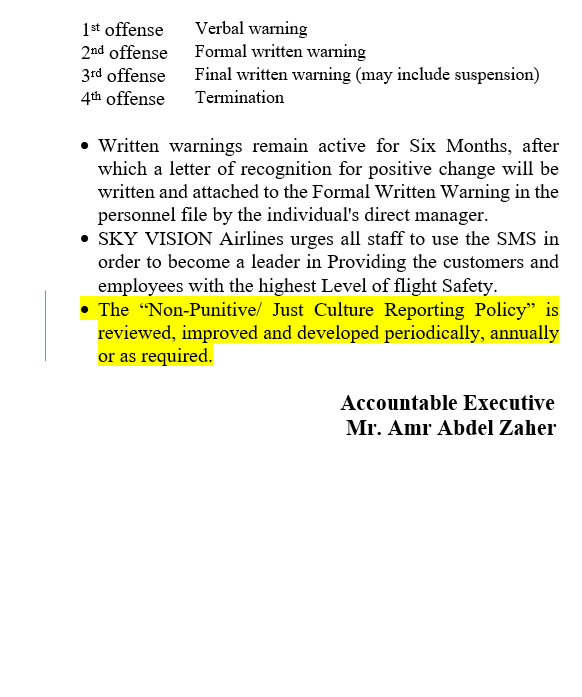 1st offense Verbal warning
2nd offense Formal written warning
3rd offense Final written warning (may include suspension)
4th offense Termination
• Written warnings remain active for Six Months, after
which a letter of recognition for positive change will be
written and attached to the Formal Written Warning in the
personnel file by the individual's direct manager.
• SKY VISION Airlines urges all staff to use the SMS in
order to become a leader in Providing the customers and
employees with the highest Level of flight Safety.
• The “Non-Punitive/ Just Culture Reporting Policy” is
reviewed, improved and developed periodically, annually
or as required.
Accountable Executive
Mr. Amr Abdel Zaher